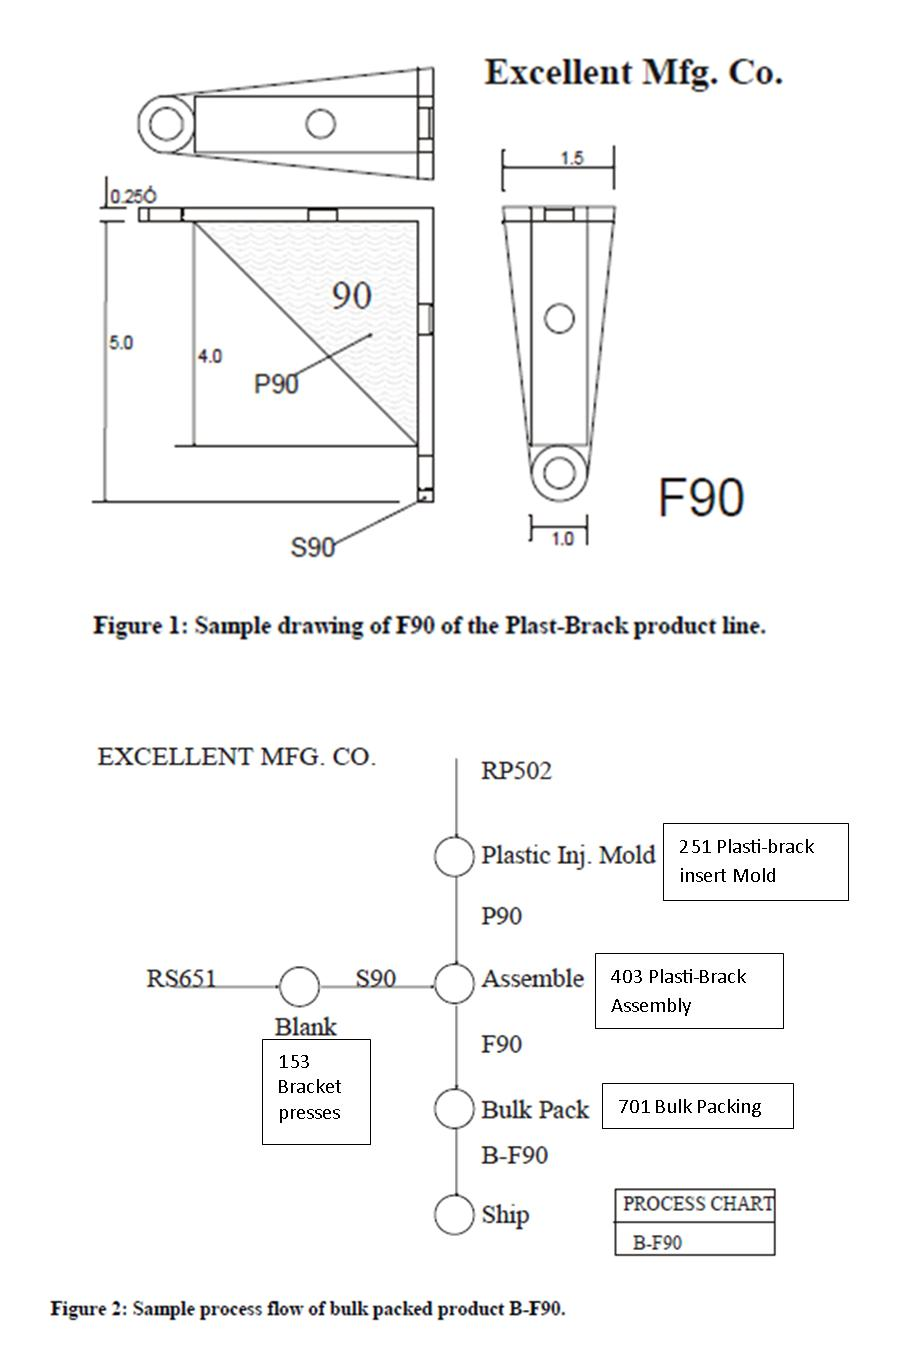 Excellent Mfg. Co.
0.25Ó
1.5
90
5.0
4.0
P90
F90
S90
1.0
Figure 1: Sample drawing of F90 of the Plast-Brack product line.
EXCELLENT MFG. CO.
RP502
Plastic Inj. Mold
251 Plasti-brack
insert Mold
P90
RS651
S90
Assemble
403 Plasti-Brack
Assembly
Blank
153
Bracket
presses
F90
Bulk Pack
701 Bulk Packing
B-F90
Ship
PROCESS CHART
B-F90
Figure 2: Sample process flow of bulk packed product B-F90.